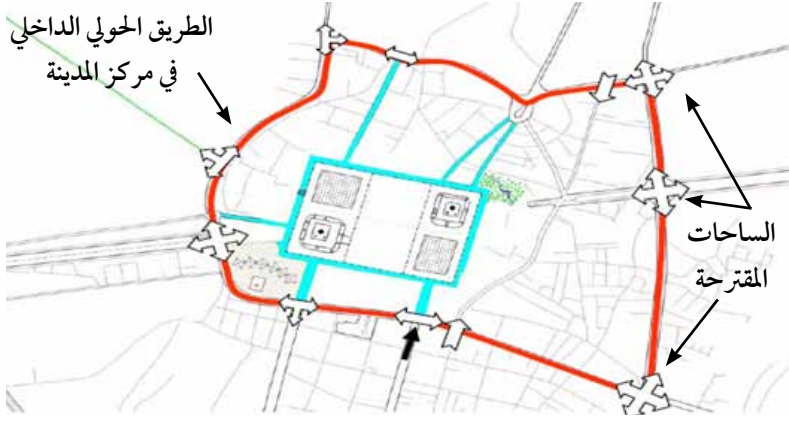 الطريق الحولي الداخلي
في مركز المدينة
الساحات
المقترحة